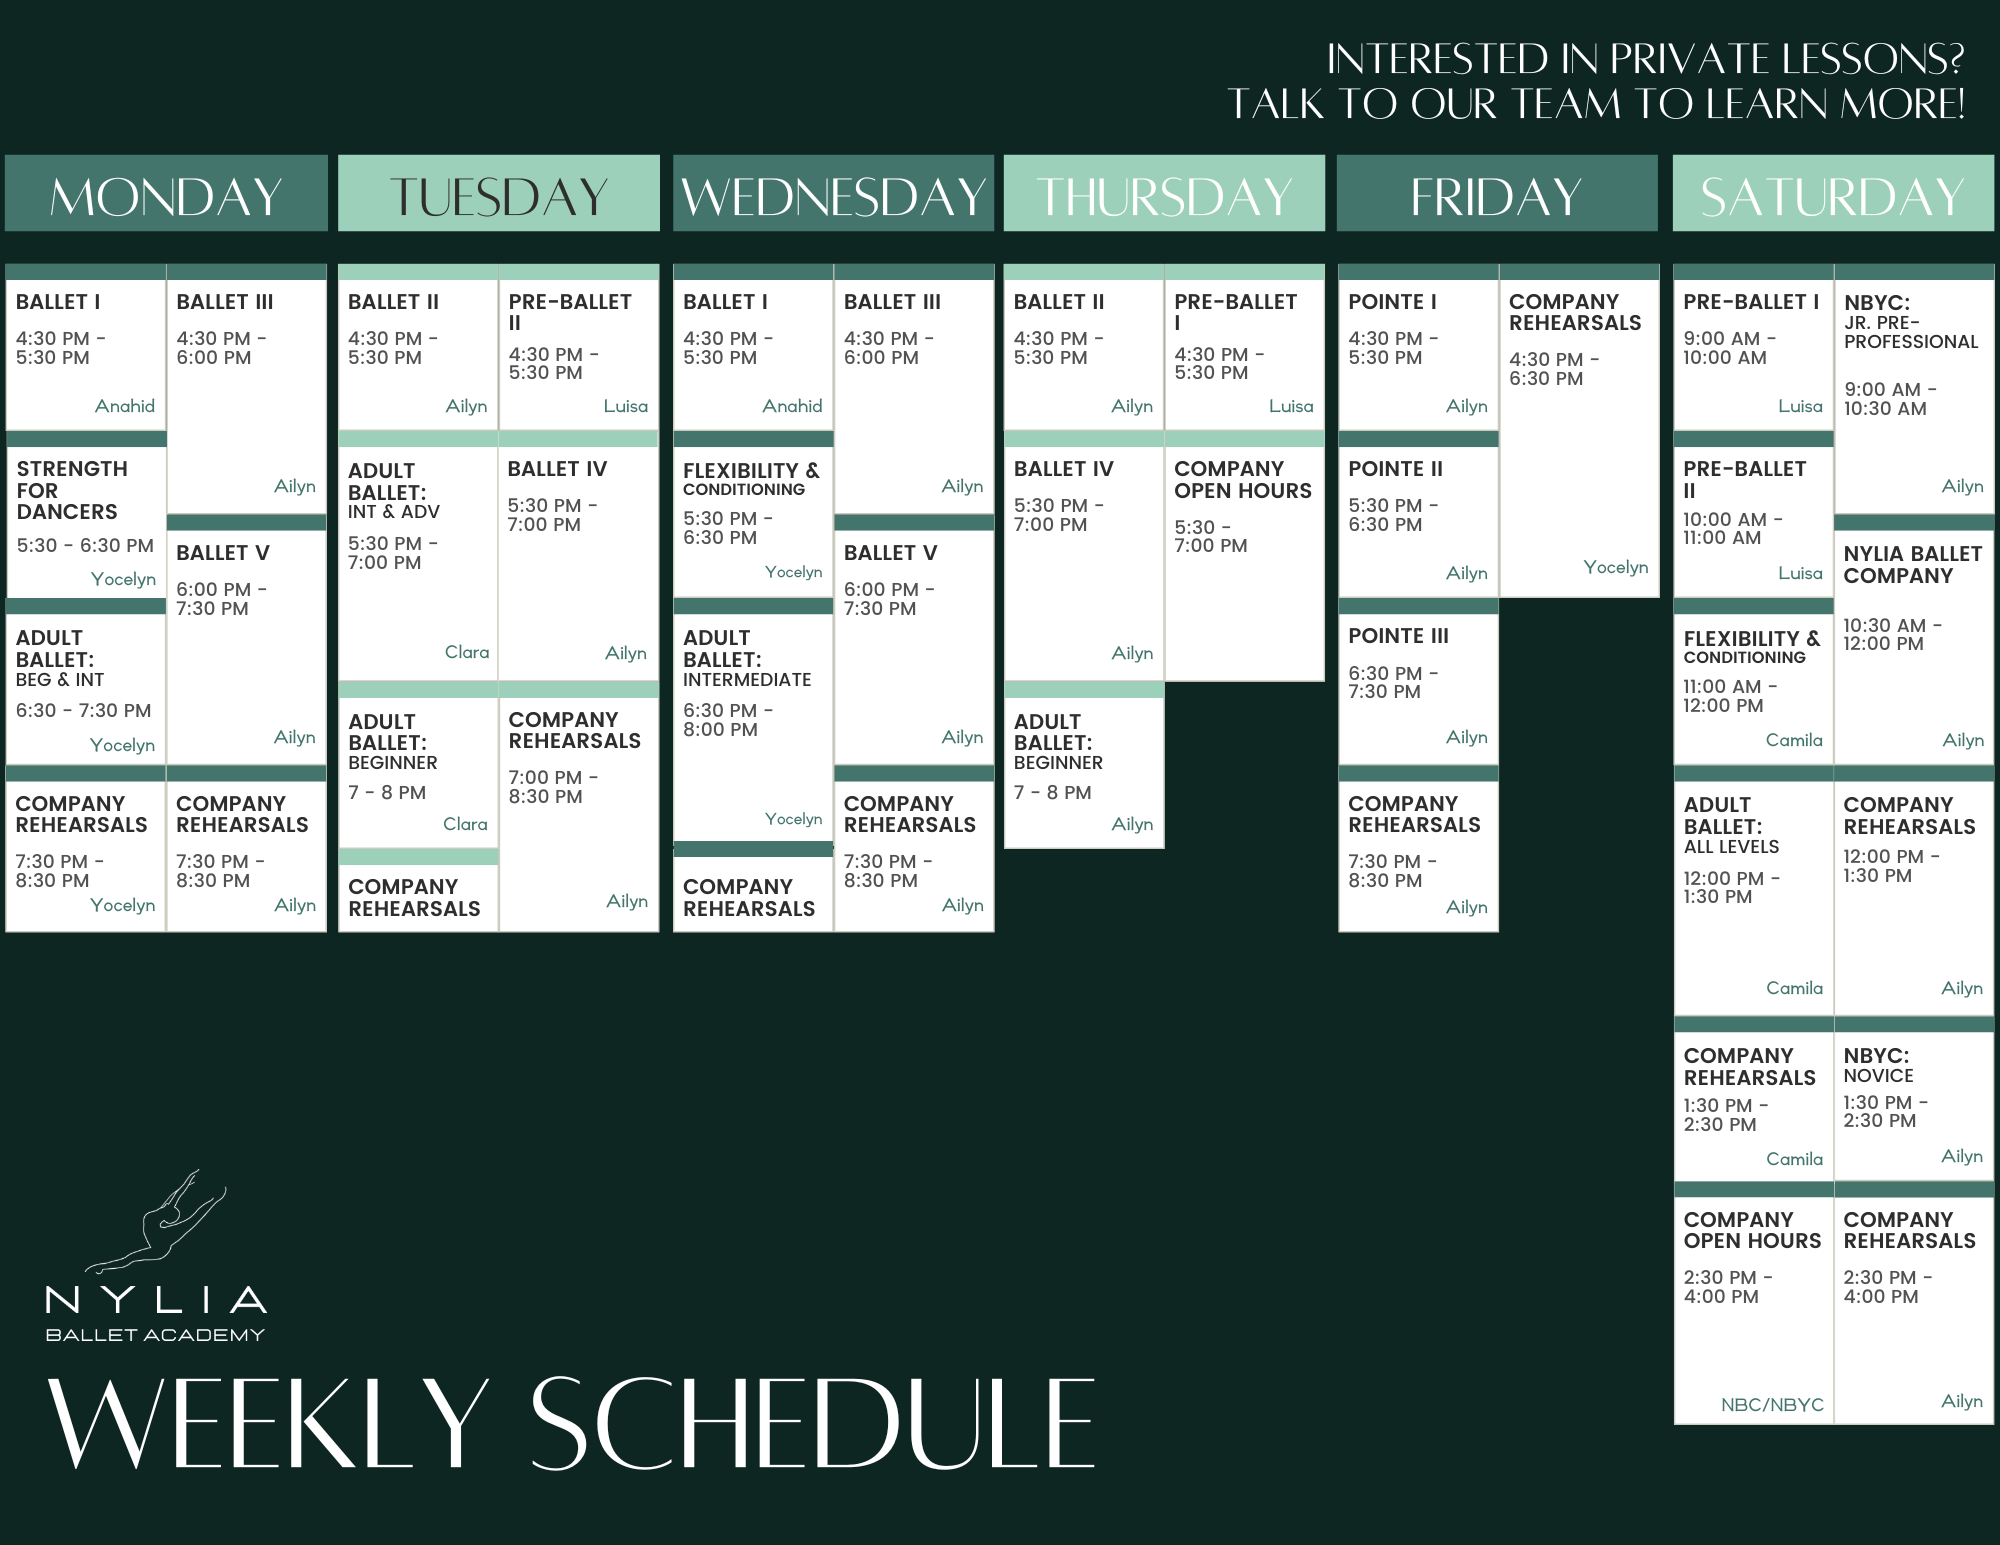 INTERESTED IN PRIVATE LESSONS?
TALK TO OUR TEAM TO LEARN MORE!
MONDAY
BALLET I
4:30 PM -
5:30 PM
Anahid
STRENGTH
FOR
DANCERS
5:30 - 6:30 PM
Yocelyn
ADULT
BALLET:
BEG & INT
6:30 - 7:30 PM
Yocelyn
COMPANY
REHEARSALS
7:30 PM -
8:30 PM
Yocelyn
BALLET III
4:30 PM -
6:00 PM
Ailyn
BALLET V
6:00 PM -
7:30 PM
Ailyn
COMPANY
REHEARSALS
7:30 PM -
8:30 PM
Ailyn
TUESDAY
BALLET II
4:30 PM -
5:30 PM
Ailyn
ADULT
BALLET:
INT & ADV
5:30 PM -
7:00 PM
Clara
ADULT
BALLET:
BEGINNER
7 - 8 PM
Clara
COMPANY
REHEARSALS
PRE-BALLET
II
4:30 PM -
5:30 PM
Luisa
BALLET IV
5:30 PM -
7:00 PM
Ailyn
COMPANY
REHEARSALS
7:00 PM -
8:30 PM
Ailyn
WEDNESDAY
BALLET I
4:30 PM -
5:30 PM
Anahid
FLEXIBILITY &
CONDITIONING
5:30 PM -
6:30 PM
Yocelyn
ADULT
BALLET:
INTERMEDIATE
6:30 PM -
8:00 PM
Yocelyn
COMPANY
REHEARSALS
BALLET III
4:30 PM -
6:00 PM
Ailyn
BALLET V
6:00 PM -
7:30 PM
Ailyn
COMPANY
REHEARSALS
7:30 PM -
8:30 PM
Ailyn
THURSDAY
BALLET II
4:30 PM -
5:30 PM
Ailyn
BALLET IV
5:30 PM -
7:00 PM
Ailyn
ADULT
BALLET:
BEGINNER
7 - 8 PM
Ailyn
PRE-BALLET
I
4:30 PM -
5:30 PM
Luisa
COMPANY
OPEN HOURS
5:30 -
7:00 PM
FRIDAY
POINTE I
4:30 PM -
5:30 PM
Ailyn
POINTE II
5:30 PM -
6:30 PM
Ailyn
POINTE III
6:30 PM -
7:30 PM
Ailyn
COMPANY
REHEARSALS
7:30 PM -
8:30 PM
Ailyn
COMPANY
REHEARSALS
4:30 PM -
6:30 PM
Yocelyn
SATURDAY
PRE-BALLET I
9:00 AM -
10:00 AM
Luisa
PRE-BALLET
II
10:00 AM -
11:00 AM
Luisa
FLEXIBILITY &
CONDITIONING
11:00 AM -
12:00 PM
Camila
ADULT
BALLET:
ALL LEVELS
12:00 PM -
1:30 PM
Camila
COMPANY
REHEARSALS
1:30 PM -
2:30 PM
Camila
COMPANY
OPEN HOURS
2:30 PM -
4:00 PM
NBC/NBYC
NBYC:
JR. PRE-
PROFESSIONAL
9:00 AM -
10:30 AM
Ailyn
NYLIA BALLET
COMPANY
10:30 AM -
12:00 PM
Ailyn
COMPANY
REHEARSALS
12:00 PM -
1:30 PM
Ailyn
NBYC:
NOVICE
1:30 PM -
2:30 PM
Ailyn
COMPANY
REHEARSALS
2:30 PM -
4:00 PM
Ailyn
NYLIA
BALLET ACADEMY
WEEKLY SCHEDULE